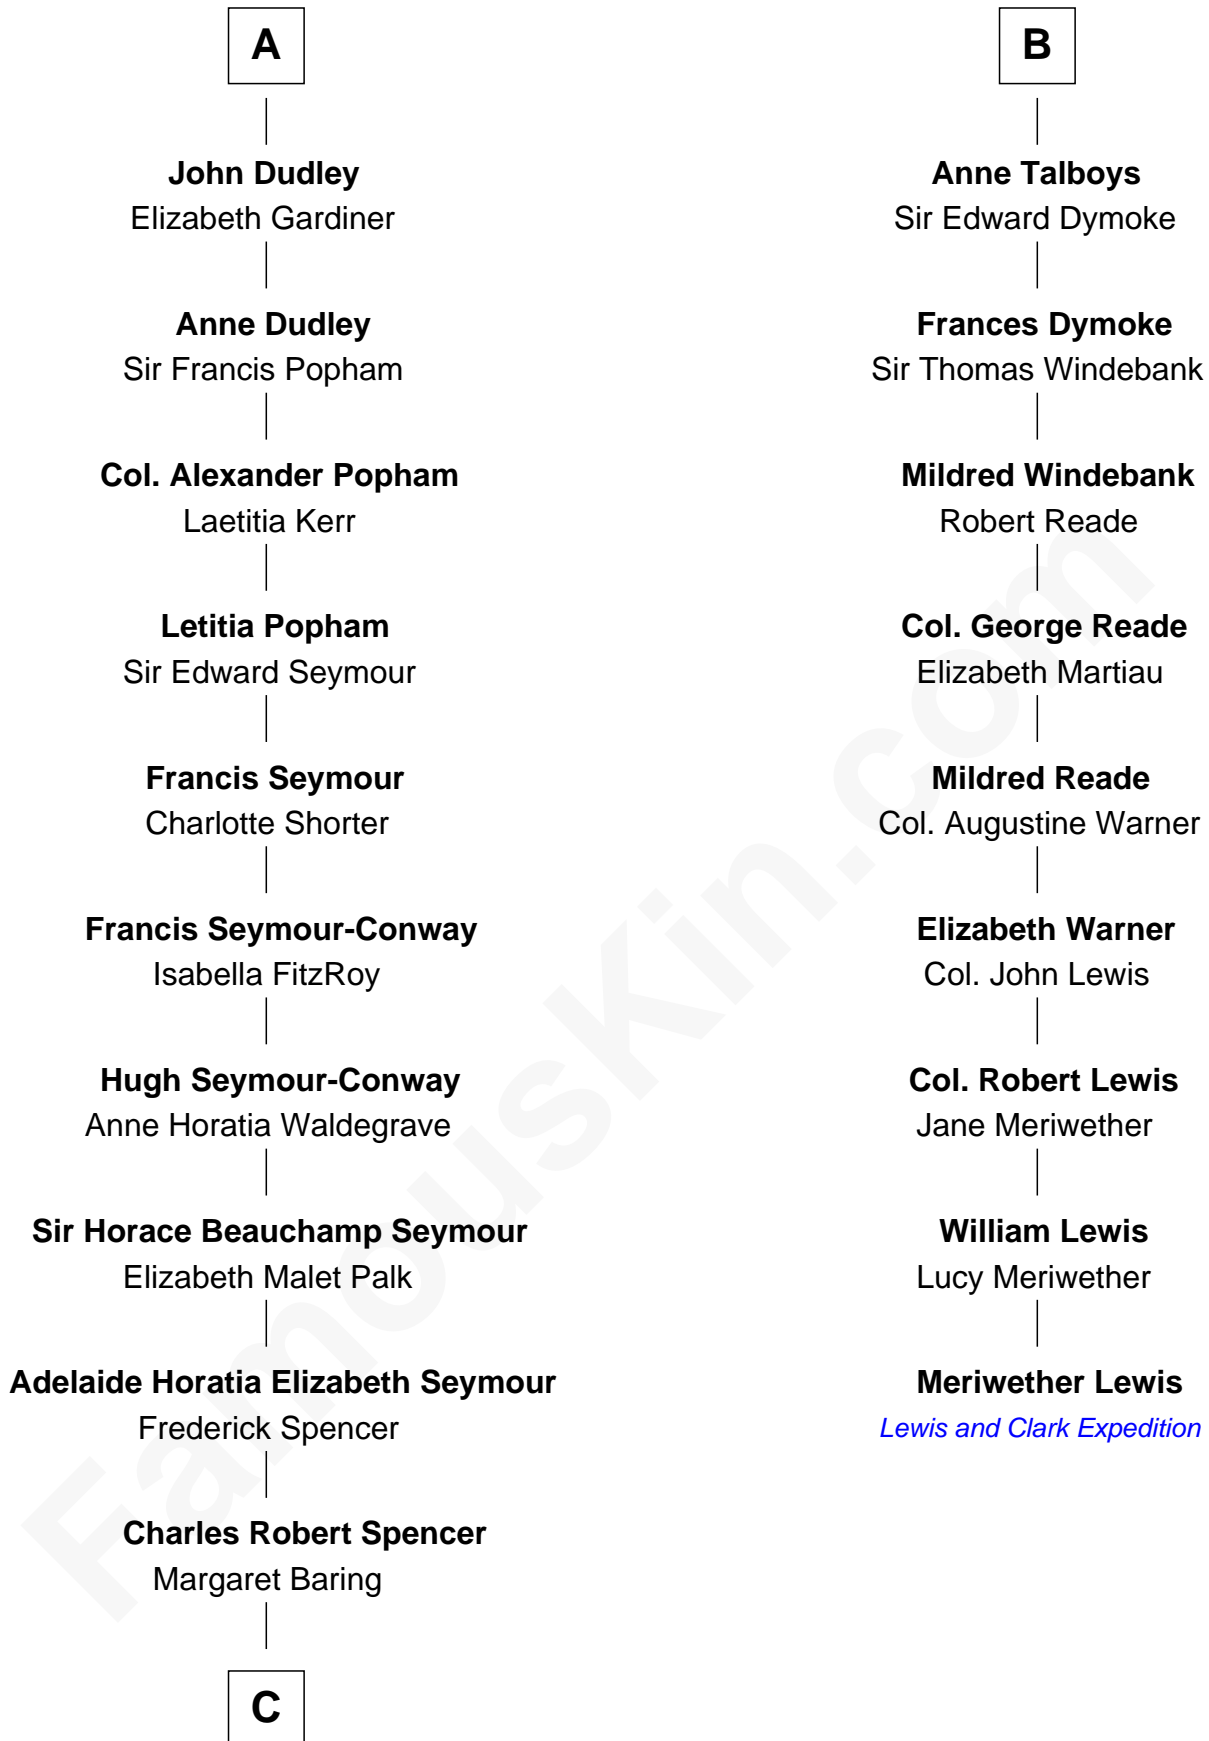 A
John Dudley
Elizabeth Gardiner
Anne Dudley
Sir Francis Popham
Col. Alexander Popham
Laetitia Kerr
Letitia Popham
Sir Edward Seymour
Francis Seymour
Charlotte Shorter
Francis Seymour-Conway
Isabella FitzRoy
Hugh Seymour-Conway
Anne Horatia Waldegrave
Sir Horace Beauchamp Seymour
Elizabeth Malet Palk
Adelaide Horatia Elizabeth Seymour
Frederick Spencer
Charles Robert Spencer
Margaret Baring
C
B
Anne Talboys
Sir Edward Dymoke
Frances Dymoke
Sir Thomas Windebank
Mildred Windebank
Robert Reade
Col. George Reade
Elizabeth Martiau
Mildred Reade
Col. Augustine Warner
Elizabeth Warner
Col. John Lewis
Col. Robert Lewis
Jane Meriwether
William Lewis
Lucy Meriwether
Meriwether Lewis
Lewis and Clark Expedition
FamousKin.com